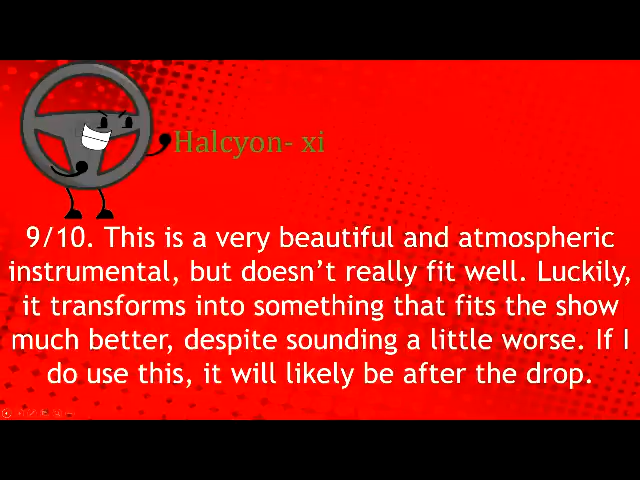 Halcyon- xi
9/10. This is a very beautiful and atmospheric
instrumental, but doesn’t really fit well. Luckily,
it transforms into something that fits the show
much better, despite sounding a little worse. If I
do use this, it will likely be after the drop.